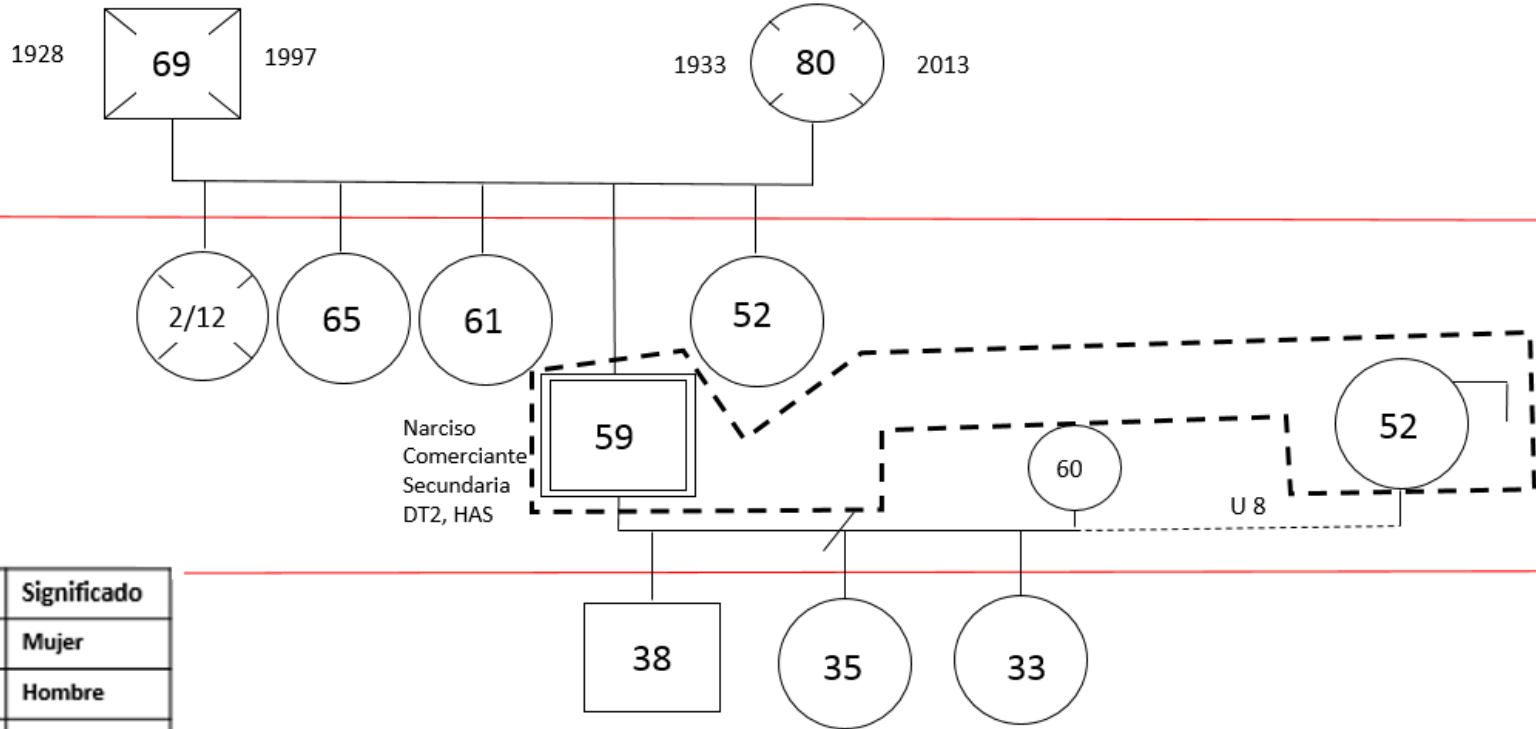 1928
69
1997
1933
80
2013
2/12
65
61
52
Narciso
Comerciante
Secundaria
DT2, HAS
59
60
52
U 8
38
35
33
Significado
Mujer
Hombre